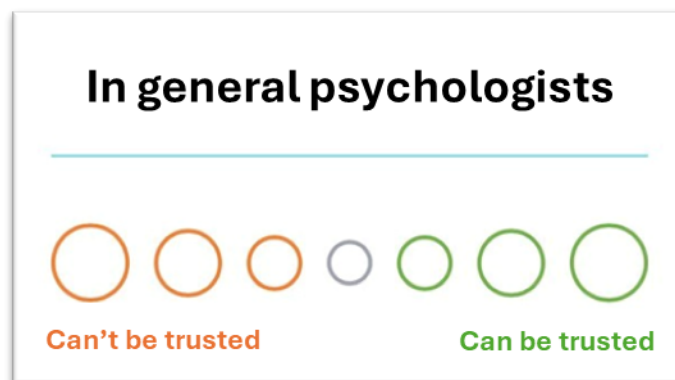 In general psychologists
Can't be trusted
Can be trusted